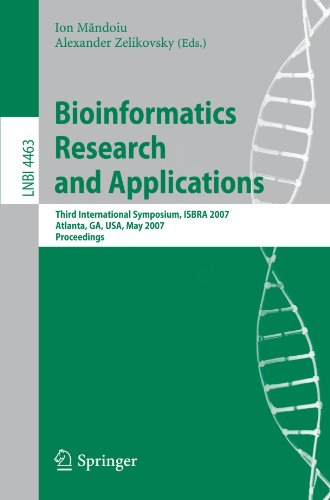 Ion Măndoiu
Alexander Zelikovsky (Eds.)
LNBI 4463
Bioinformatics
Research
and Applications
Third International Symposium, ISBRA 2007
Atlanta, GA, USA, May 2007
Proceedings
Springer